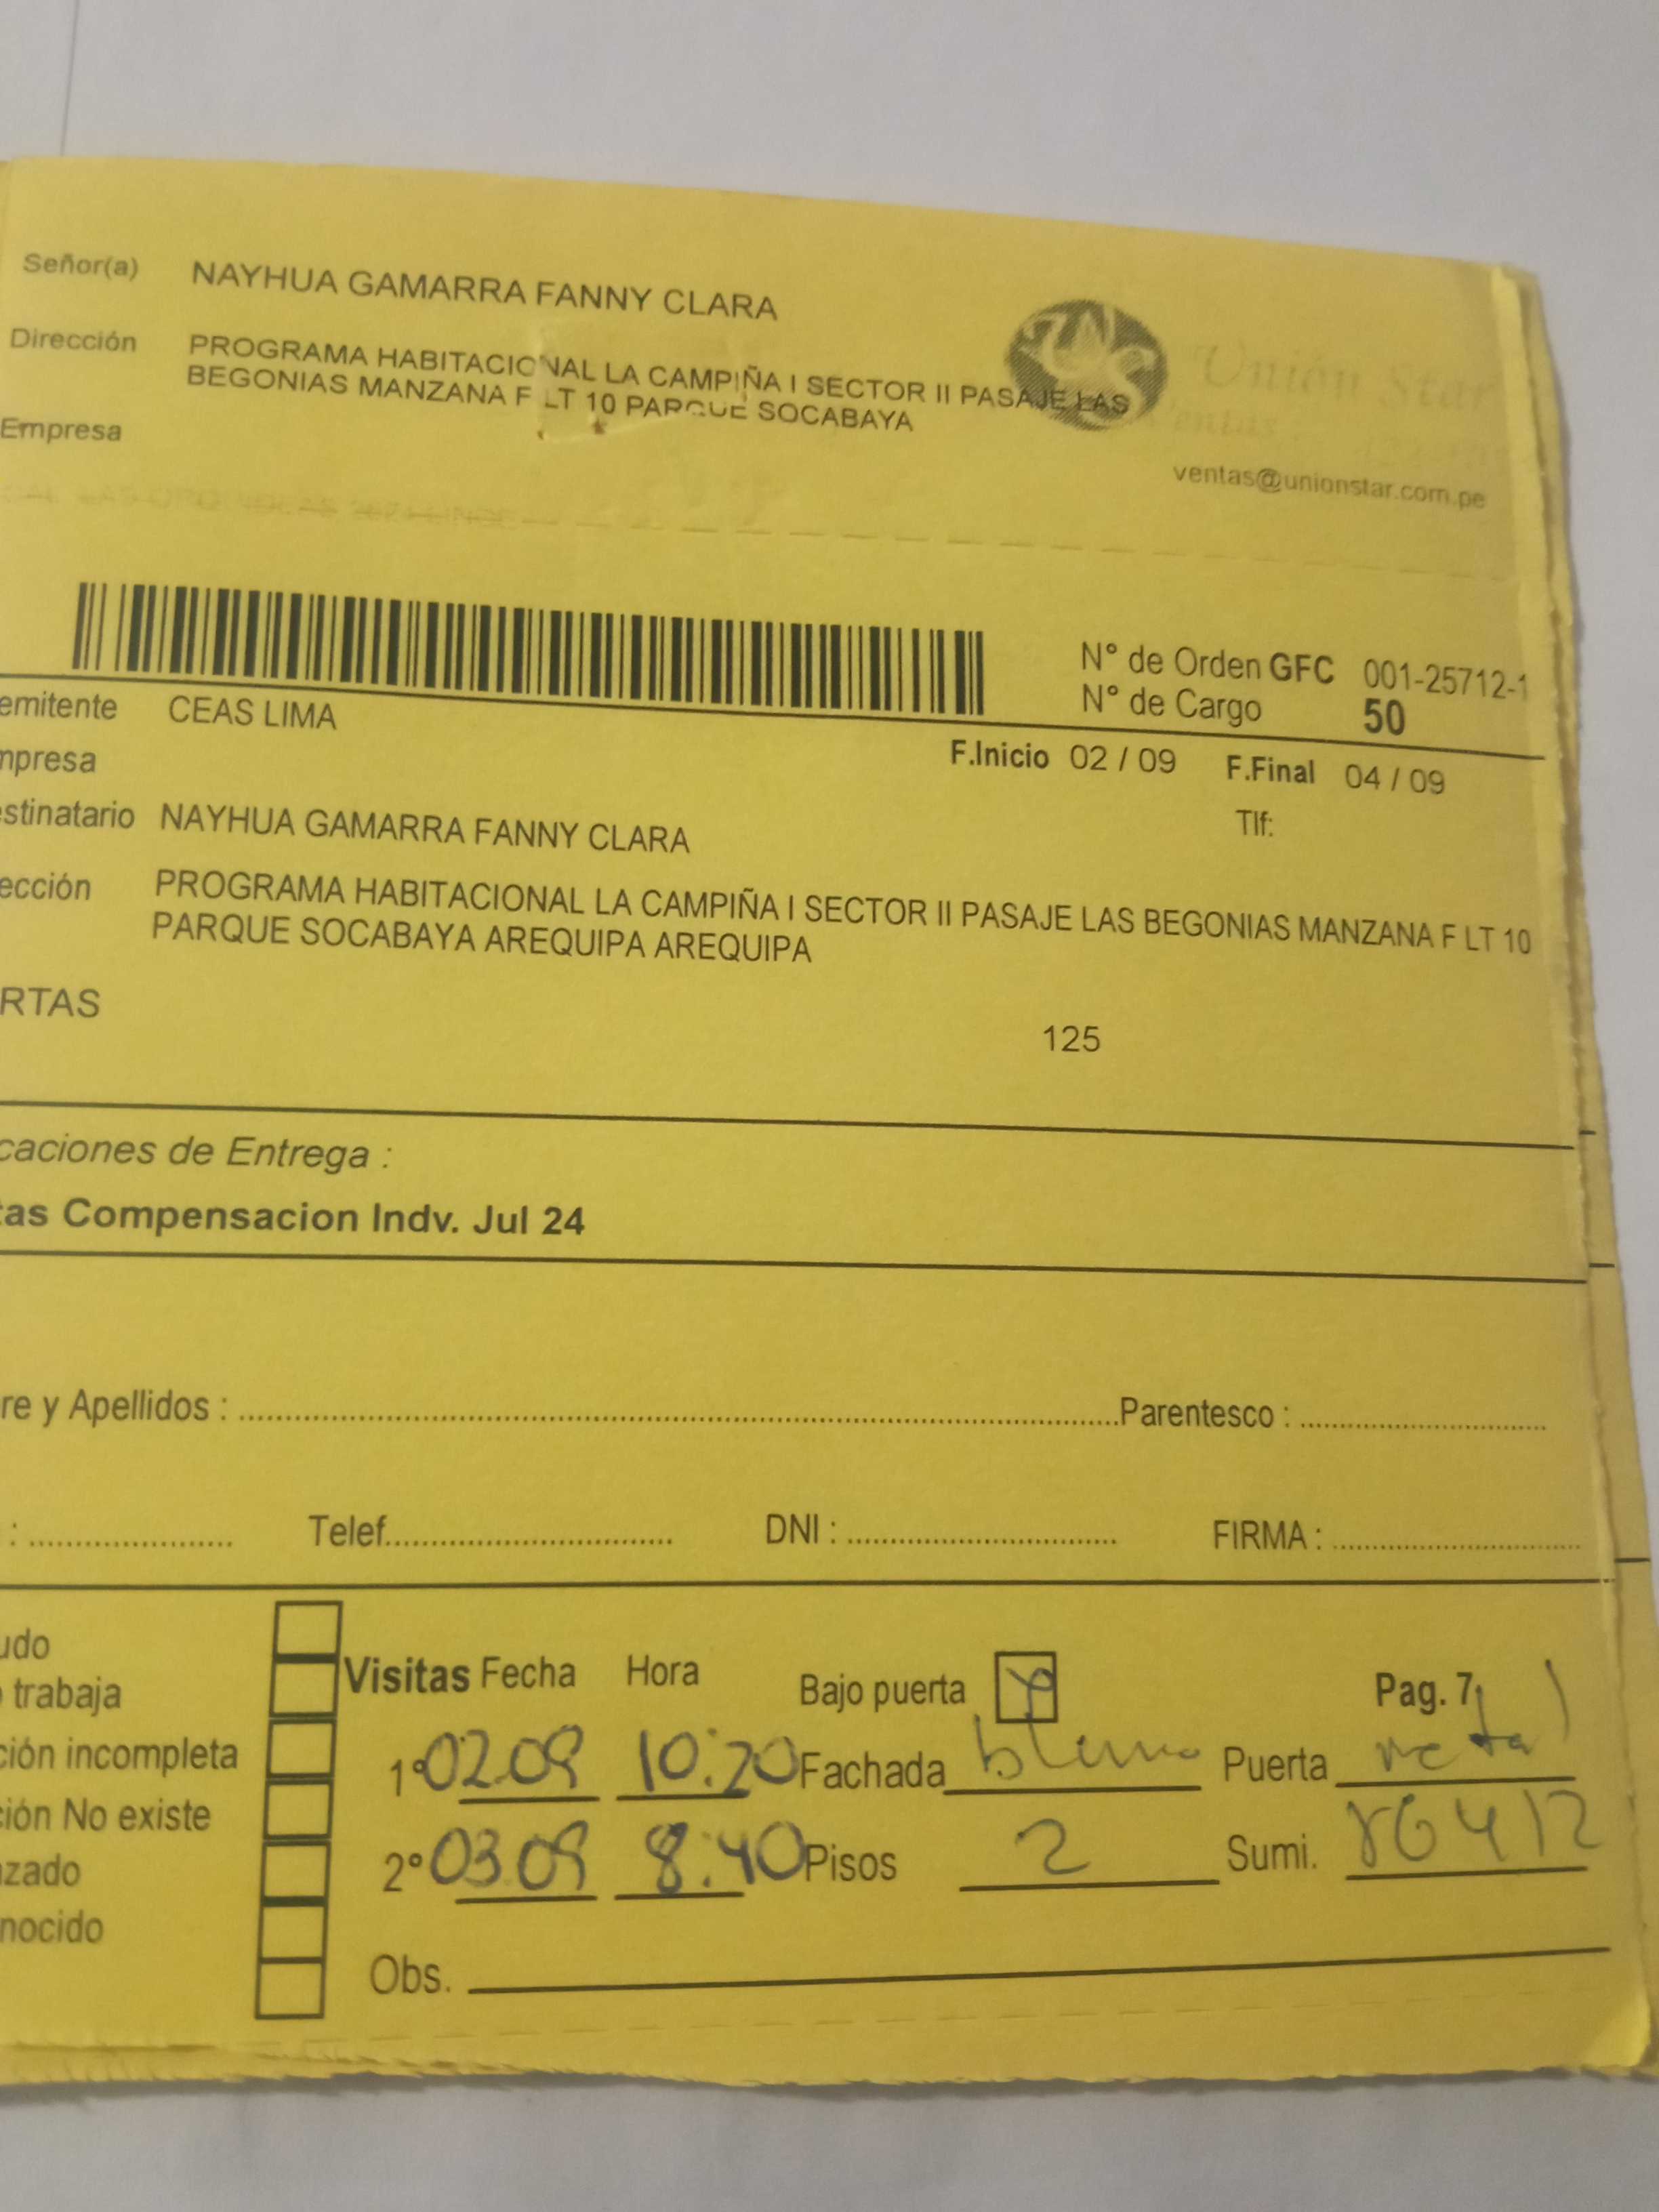 Señor(a) NAYHUA GAMARRA FANNY CLARA
Dirección PROGRAMA HABITACIONAL LA CAMPIÑA I SECTOR II PASAJE LAS
BEGONIAS MANZANA F LT 10 PARQUE SOCABAYA
Empresa
Unión Star
ventas@unionstar.com.pe
N° de Orden GFC 001-25712-1
N° de Cargo 50
emitente CEAS LIMA
mpresa
F.Inicio 02 / 09 F.Final 04 / 09
estinatario NAYHUA GAMARRA FANNY CLARA
Tlf:
ección PROGRAMA HABITACIONAL LA CAMPIÑA I SECTOR II PASAJE LAS BEGONIAS MANZANA F LT 10
PARQUE SOCABAYA AREQUIPA AREQUIPA
RTAS
125
caciones de Entrega :
tas Compensacion Indv. Jul 24
re y Apellidos : Parentesco :
: Telef. DNI : FIRMA :
udo
trabaja
ción incompleta
ción No existe
zado
nocido
Visitas Fecha Hora Bajo puerta Pag. 7
1° 02.09 10:20 Fachada Puerta
2° 03.09 8:40 Pisos 2 Sumi. 86412
Obs.